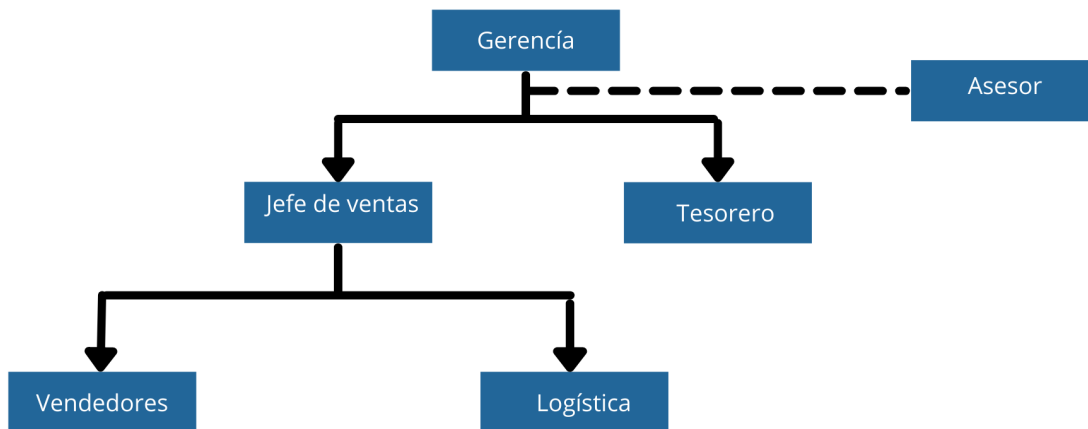 Gerencía
Asesor
Jefe de ventas
Tesorero
Vendedores
Logística